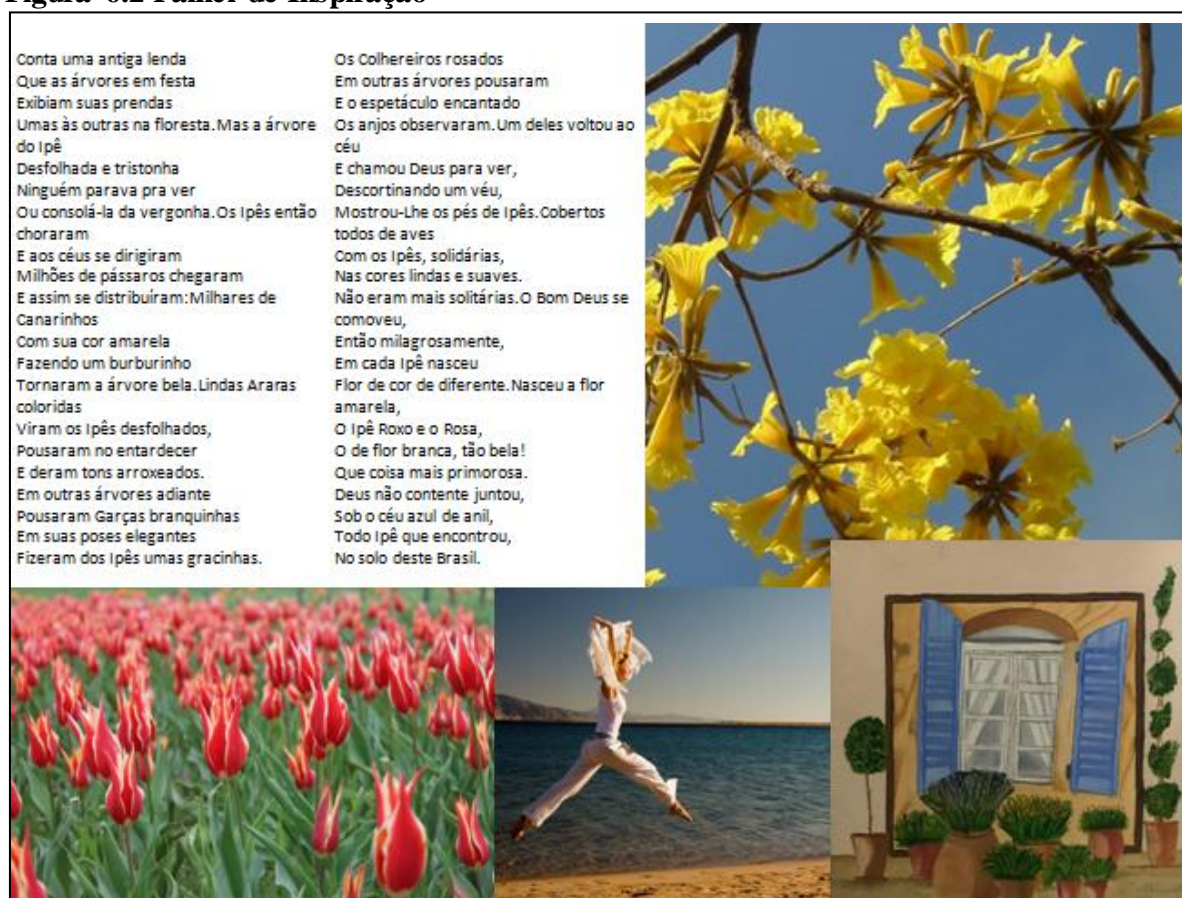 Figura 6.2 Painel de Inspiração
Conta uma antiga lenda
Que as árvores em festa
Exibiam suas prendas
Umas às outras na floresta.Mas a árvore
do Ipê
Desfolhada e tristonha
Ninguém parava pra ver
Ou consolá-la da vergonha.Os Ipês então
choraram
E aos céus se dirigiram
Milhões de pássaros chegaram
E assim se distribuíram:Milhares de
Canarinhos
Com sua cor amarela
Fazendo um burburinho
Tornaram a árvore bela.Lindas Araras
coloridas
Viram os Ipês desfolhados,
Pousaram no entardecer
E deram tons arroxeados.
Em outras árvores adiante
Pousaram Garças branquinhas
Em suas poses elegantes
Fizeram dos Ipês umas gracinhas.
Os Colhereiros rosados
Em outras árvores pousaram
E o espetáculo encantado
Os anjos observaram.Um deles voltou ao
céu
E chamou Deus para ver,
Descortinando um véu,
Mostrou-Lhe os pés de Ipês.Cobertos
todos de aves
Com os Ipês, solidárias,
Nas cores lindas e suaves.
Não eram mais solitárias.O Bom Deus se
comoveu,
Então milagrosamente,
Em cada Ipê nasceu
Flor de cor de diferente.Nasceu a flor
amarela,
O Ipê Roxo e o Rosa,
O de flor branca, tão bela!
Que coisa mais primorosa.
Deus não contente juntou,
Sob o céu azul de anil,
Todo Ipê que encontrou,
No solo deste Brasil.